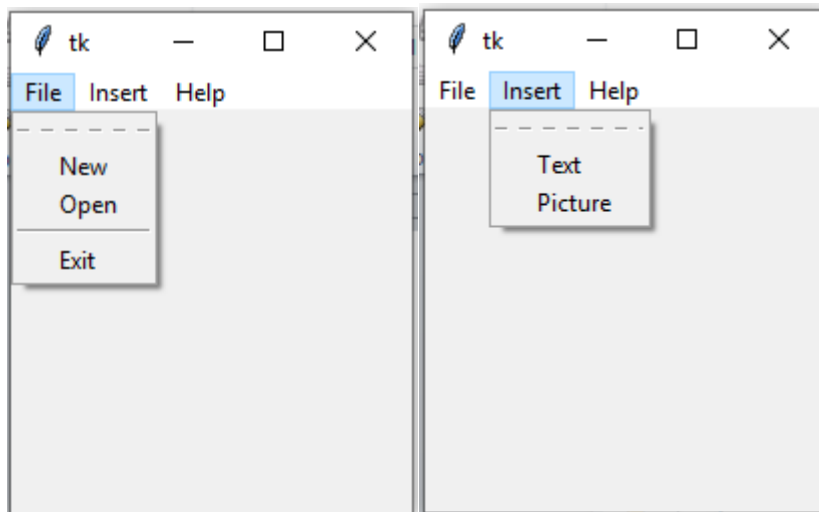 tk
File Insert Help
New
Open
Exit
tk
File Insert Help
Text
Picture